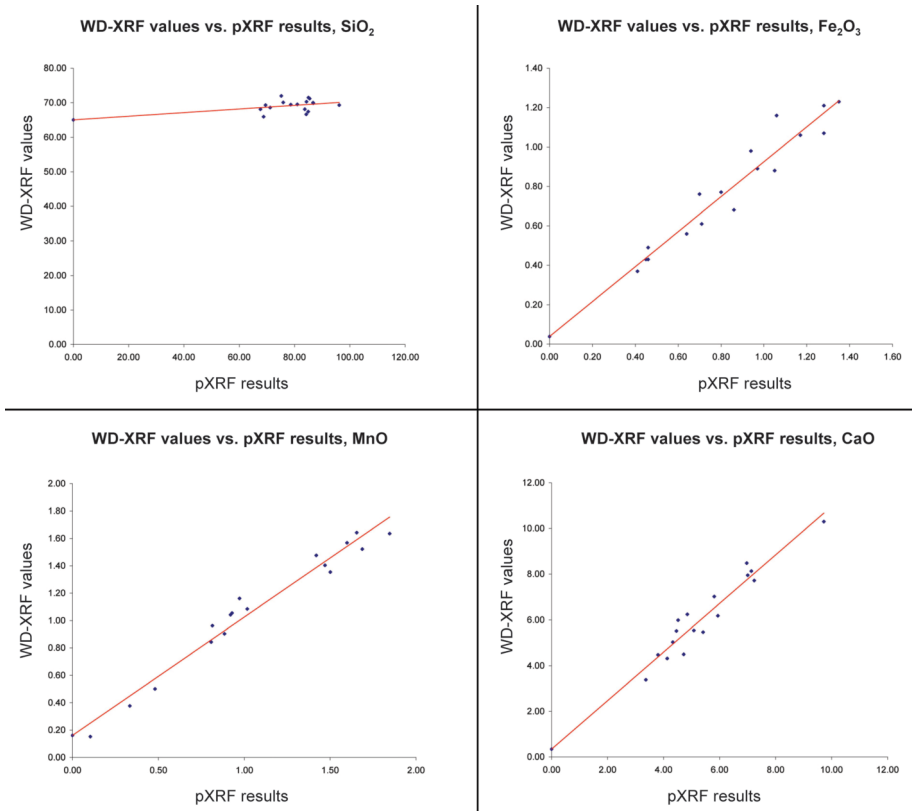 WD-XRF values vs. pXRF results, SiO₂
80.00
70.00
60.00
50.00
40.00
30.00
20.00
10.00
0.00
WD-XRF values
0.00 20.00 40.00 60.00 80.00 100.00 120.00
pXRF results
WD-XRF values vs. pXRF results, Fe₂O₃
1.40
1.20
1.00
0.80
0.60
0.40
0.20
0.00
WD-XRF values
0.00 0.20 0.40 0.60 0.80 1.00 1.20 1.40 1.60
pXRF results
WD-XRF values vs. pXRF results, MnO
2.00
1.80
1.60
1.40
1.20
1.00
0.80
0.60
0.40
0.20
0.00
WD-XRF values
0.00 0.50 1.00 1.50 2.00
pXRF results
WD-XRF values vs. pXRF results, CaO
12.00
10.00
8.00
6.00
4.00
2.00
0.00
WD-XRF values
0.00 2.00 4.00 6.00 8.00 10.00 12.00
pXRF results